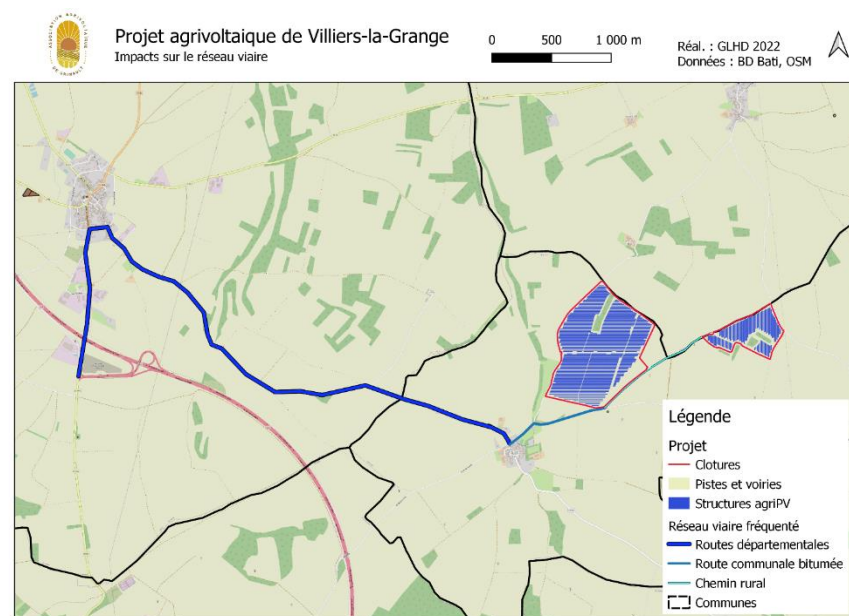 ASSOCIATION AGRIVOLTAIQUE
Projet agrivoltaique de Villiers-la-Grange
Impacts sur le réseau viaire
0 500 1 000 m
Réal. : GLHD 2022
Données : BD Bati, OSM
Légende
Projet
Clotures
Pistes et voiries
Structures agriPV
Réseau viaire fréquenté
Routes départementales
Route communale bitumée
Chemin rural
Communes